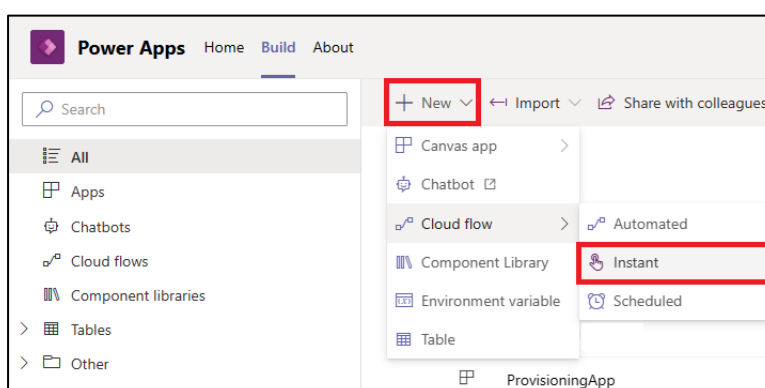 Power Apps Home Build About
Search
All
Apps
Chatbots
Cloud flows
Component libraries
Tables
Other
New Import Share with colleagues
Canvas app
Chatbot
Cloud flow
Component Library
Environment variable
Table
Automated
Instant
Scheduled
ProvisioningApp